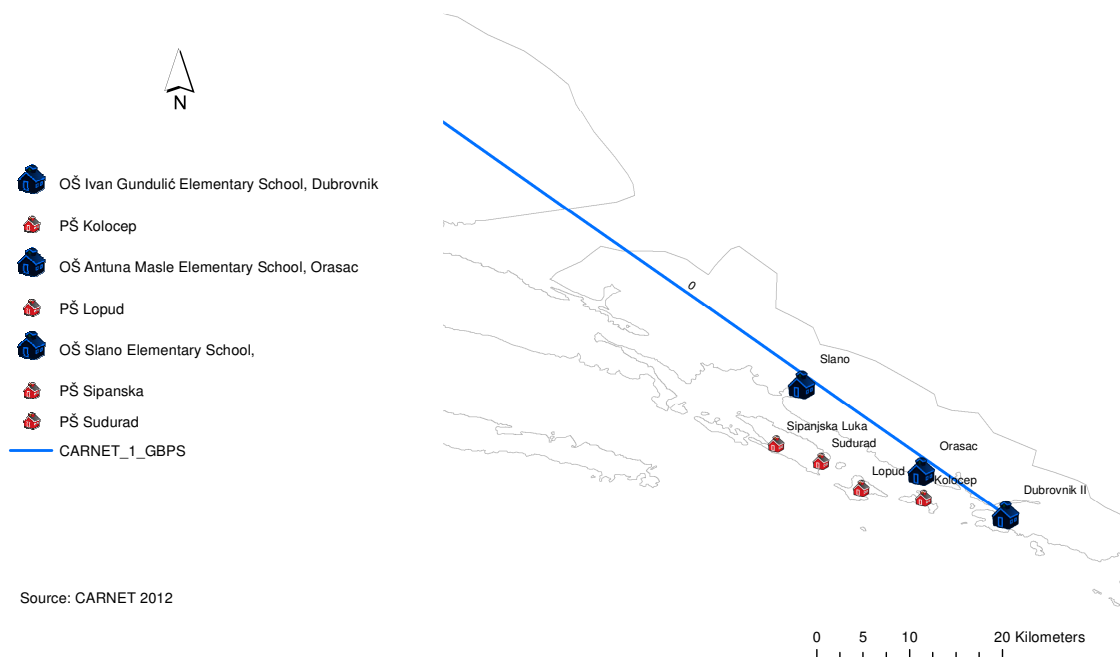 N
OŠ Ivan Gundulić Elementary School, Dubrovnik
PŠ Kolocep
OŠ Antuna Masle Elementary School, Orasac
PŠ Lopud
OŠ Slano Elementary School,
PŠ Sipanska
PŠ Sudurad
CARNET_1_GBPS
Source: CARNET 2012
0
Slano
Sipanjska Luka
Sudurad
Orasac
Lopud
Kolocep
Dubrovnik II
0 5 10 20 Kilometers